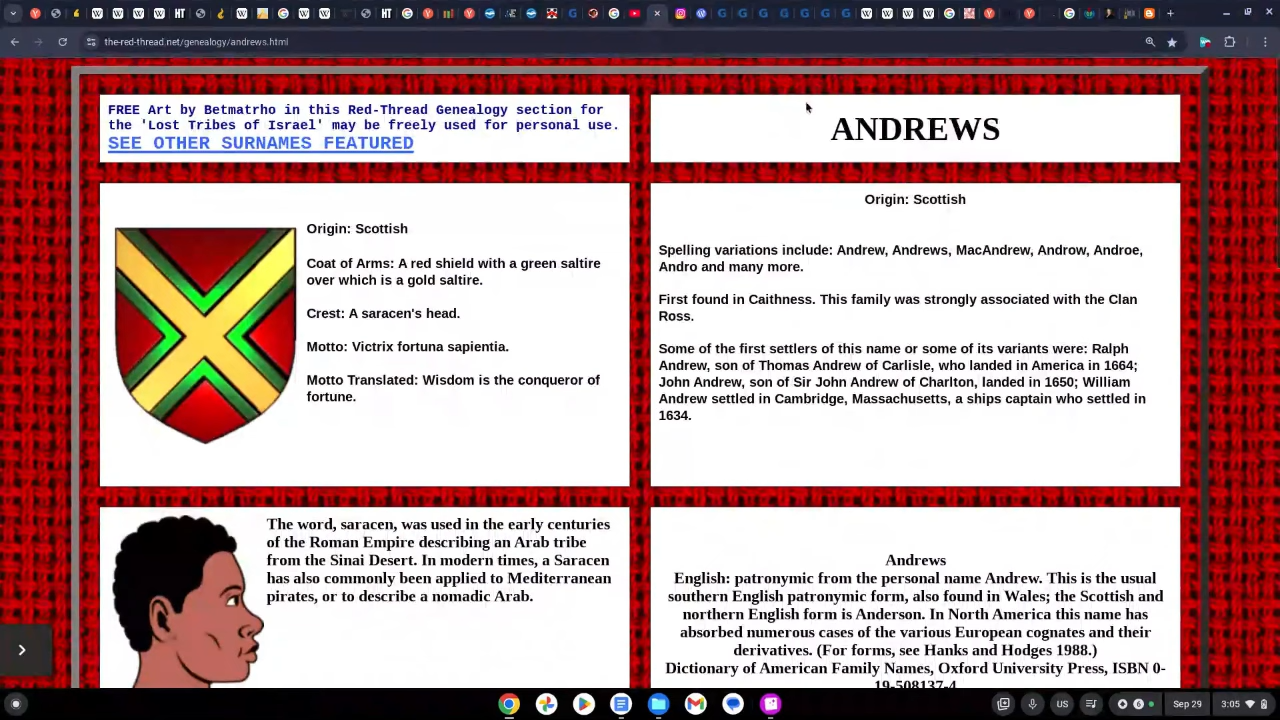 the-red-thread.net/genealogy/andrews.html
FREE Art by Betmatrho in this Red-Thread Genealogy section for
the 'Lost Tribes of Israel' may be freely used for personal use.
SEE OTHER SURNAMES FEATURED
ANDREWS
Origin: Scottish
Coat of Arms: A red shield with a green saltire
over which is a gold saltire.
Crest: A saracen's head.
Motto: Victrix fortuna sapientia.
Motto Translated: Wisdom is the conqueror of
fortune.
Origin: Scottish
Spelling variations include: Andrew, Andrews, MacAndrew, Androw, Androe,
Andro and many more.
First found in Caithness. This family was strongly associated with the Clan
Ross.
Some of the first settlers of this name or some of its variants were: Ralph
Andrew, son of Thomas Andrew of Carlisle, who landed in America in 1664;
John Andrew, son of Sir John Andrew of Charlton, landed in 1650; William
Andrew settled in Cambridge, Massachusetts, a ships captain who settled in
1634.
The word, saracen, was used in the early centuries
of the Roman Empire describing an Arab tribe
from the Sinai Desert. In modern times, a Saracen
has also commonly been applied to Mediterranean
pirates, or to describe a nomadic Arab.
Andrews
English: patronymic from the personal name Andrew. This is the usual
southern English patronymic form, also found in Wales; the Scottish and
northern English form is Anderson. In North America this name has
absorbed numerous cases of the various European cognates and their
derivatives. (For forms, see Hanks and Hodges 1988.)
Dictionary of American Family Names, Oxford University Press, ISBN 0-
19-508137-4
US
6
Sep 29
3:05